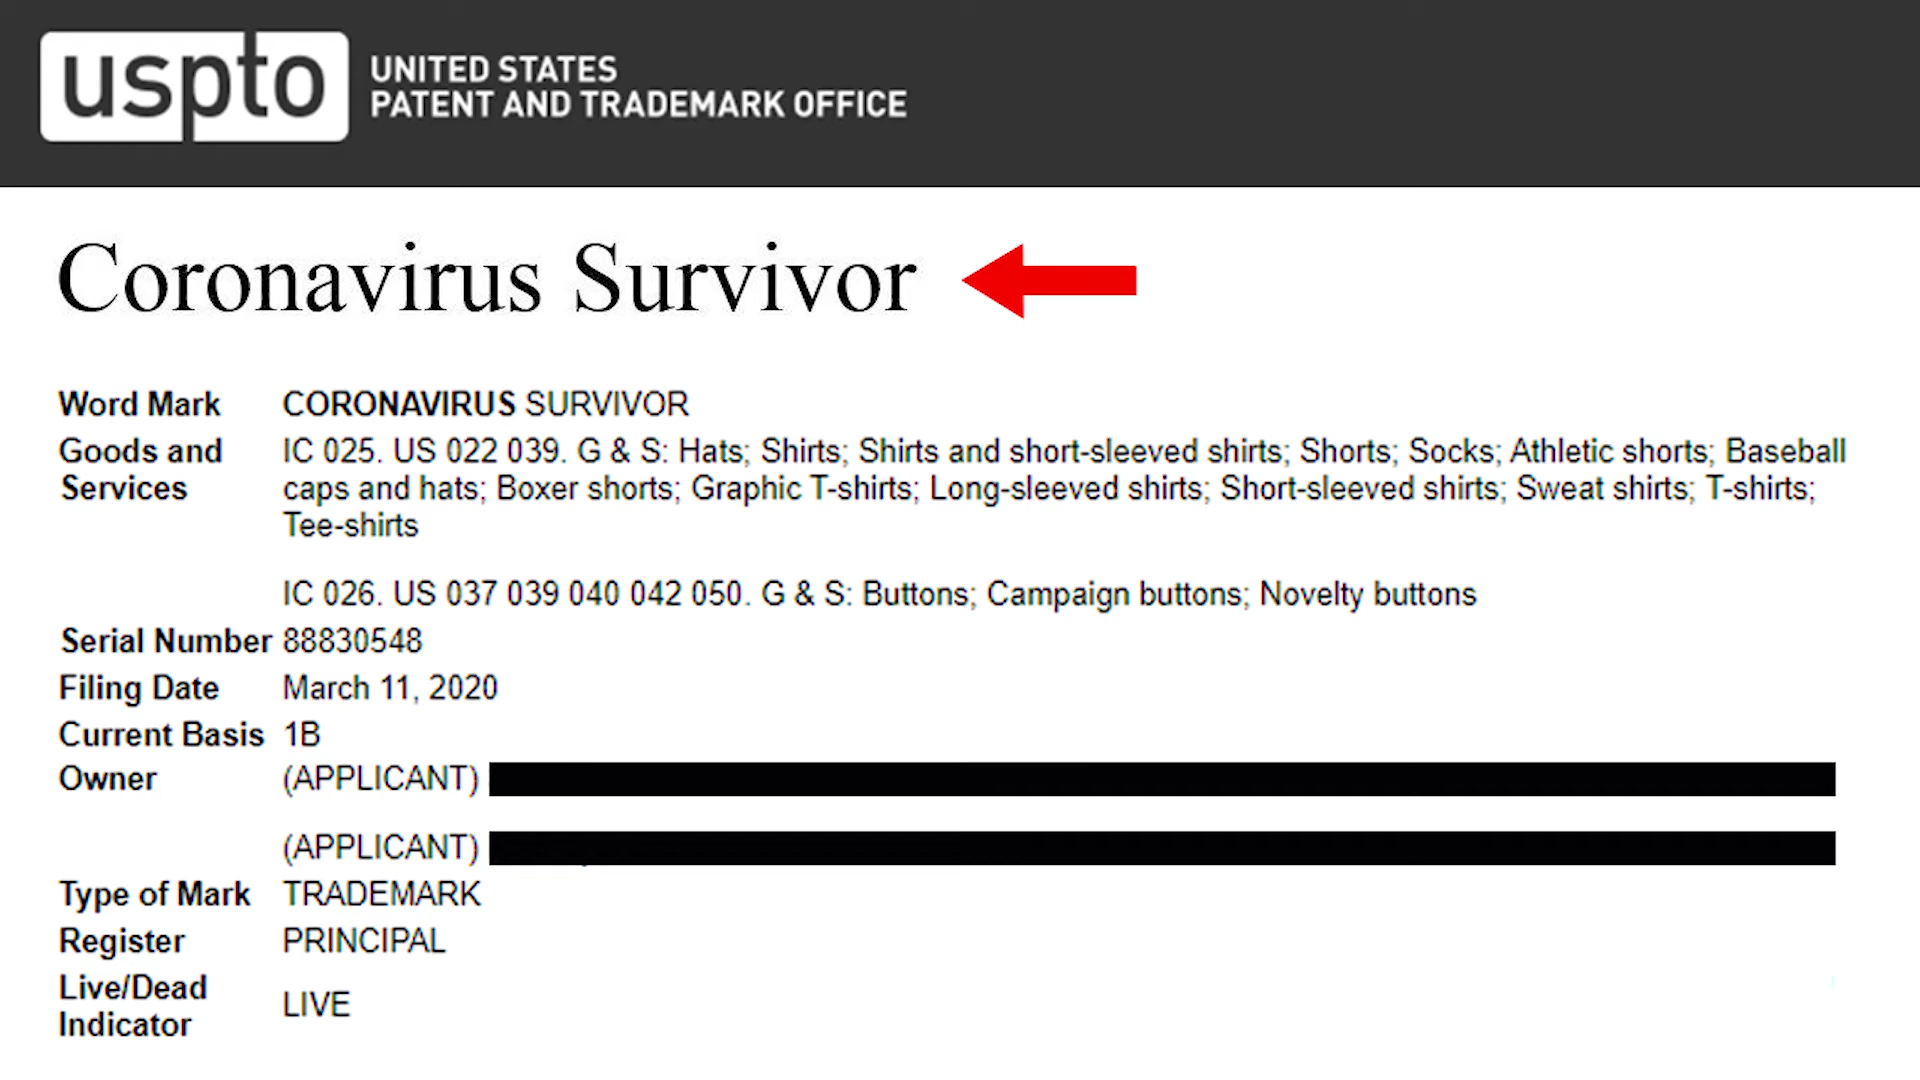 uspto UNITED STATES
PATENT AND TRADEMARK OFFICE
Coronavirus Survivor
Word Mark CORONAVIRUS SURVIVOR
Goods and Services IC 025. US 022 039. G & S: Hats; Shirts; Shirts and short-sleeved shirts; Shorts; Socks; Athletic shorts; Baseball
caps and hats; Boxer shorts; Graphic T-shirts; Long-sleeved shirts; Short-sleeved shirts; Sweat shirts; T-shirts;
Tee-shirts
IC 026. US 037 039 040 042 050. G & S: Buttons; Campaign buttons; Novelty buttons
Serial Number 88830548
Filing Date March 11, 2020
Current Basis 1B
Owner (APPLICANT)
(APPLICANT)
Type of Mark TRADEMARK
Register PRINCIPAL
Live/Dead
Indicator LIVE